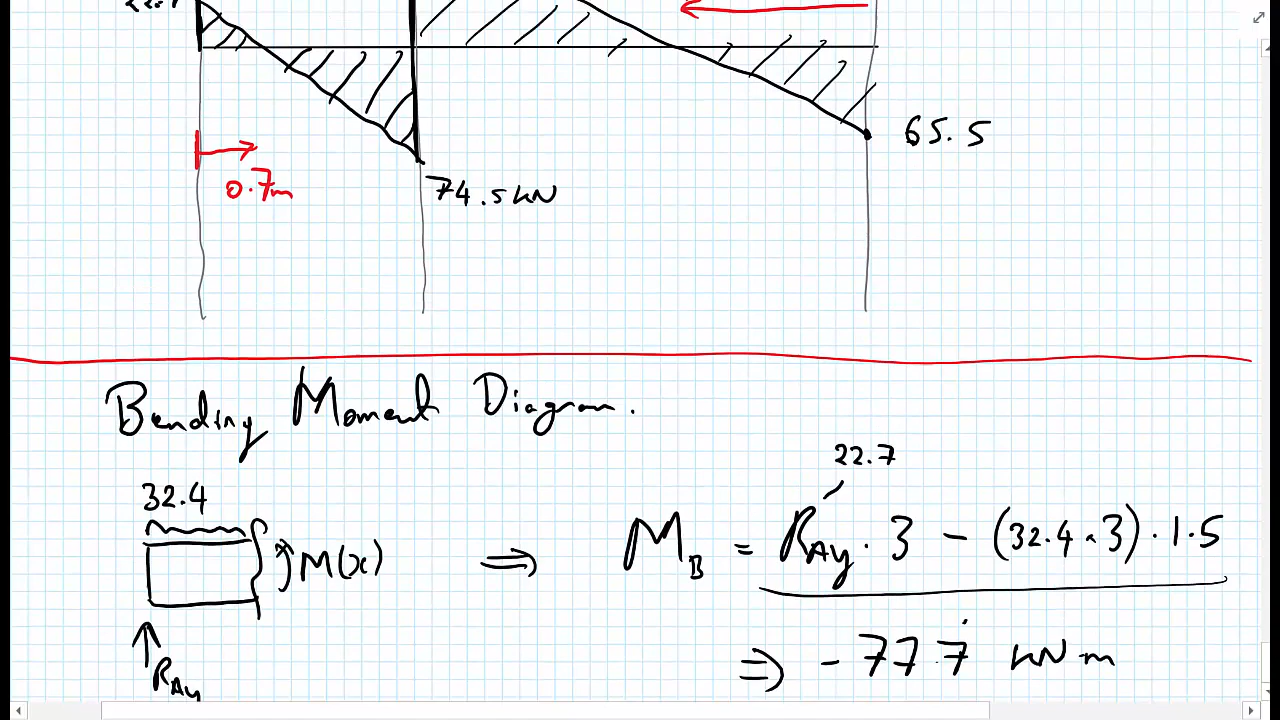 65.5
0.7m
74.5kN
Bending Moment Diagram.
22.7
32.4
M(x) ⇒ M_B = R_Ay · 3 − (32.4 × 3) · 1.5
R_Ay
⇒ −77.7 kN·m